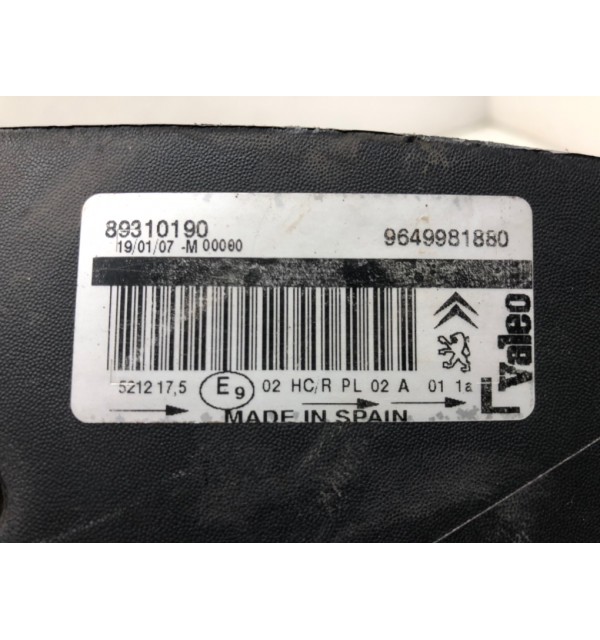 89310190
19/01/07 -M 00080
9649981880
5212 17,5 E9 02 HC/R PL 02 A 01 1a
MADE IN SPAIN
L Valeo